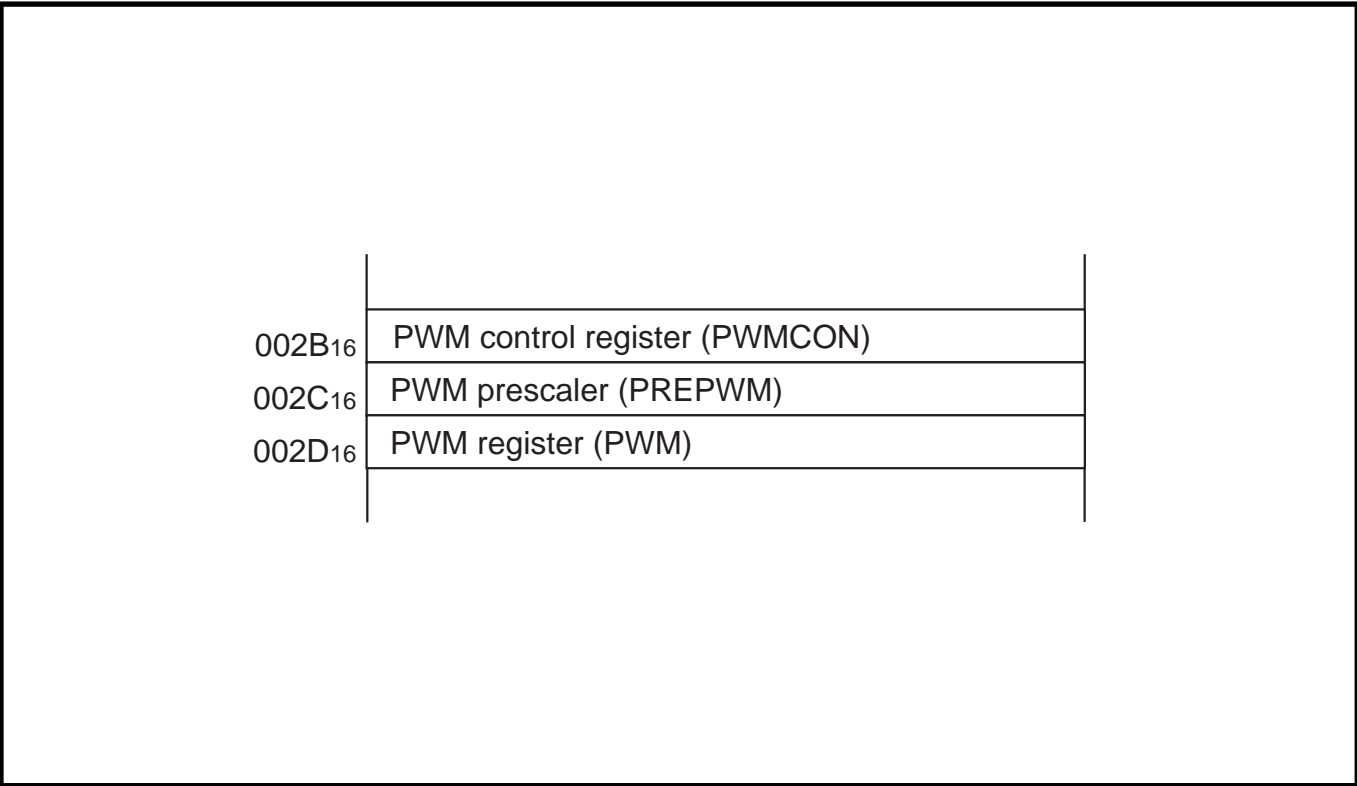 002B16 PWM control register (PWMCON)
002C16 PWM prescaler (PREPWM)
002D16 PWM register (PWM)